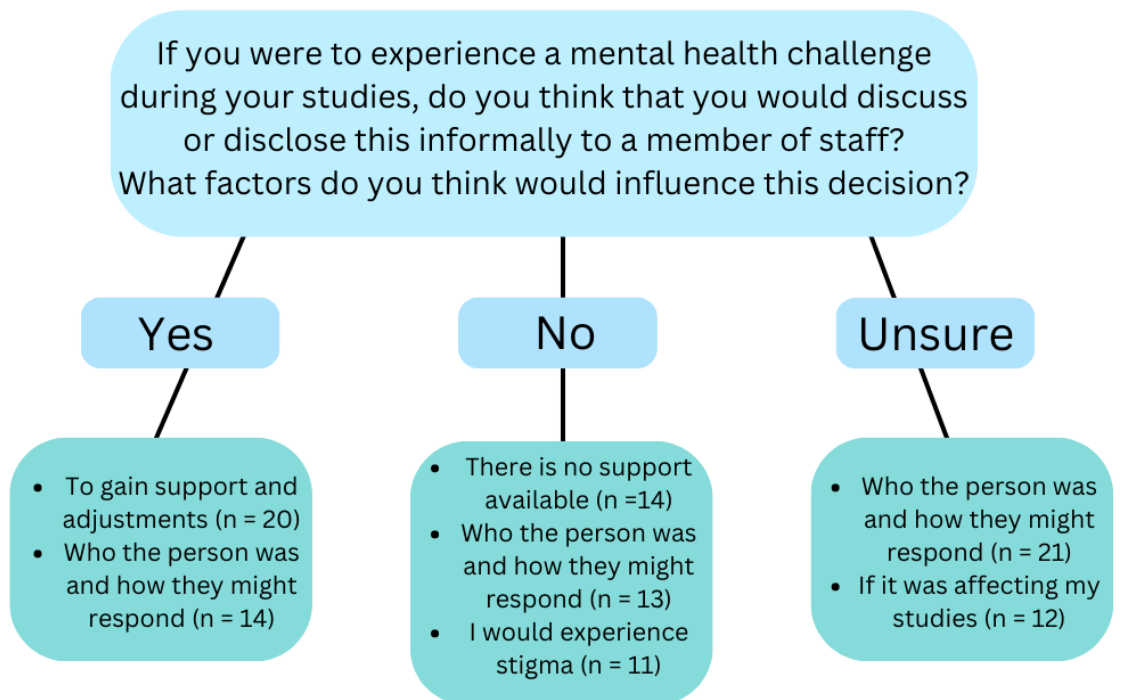 If you were to experience a mental health challenge
during your studies, do you think that you would discuss
or disclose this informally to a member of staff?
What factors do you think would influence this decision?
Yes
No
Unsure
• To gain support and
adjustments (n = 20)
• Who the person was
and how they might
respond (n = 14)
• There is no support
available (n =14)
• Who the person was
and how they might
respond (n = 13)
• I would experience
stigma (n = 11)
• Who the person was
and how they might
respond (n = 21)
• If it was affecting my
studies (n = 12)